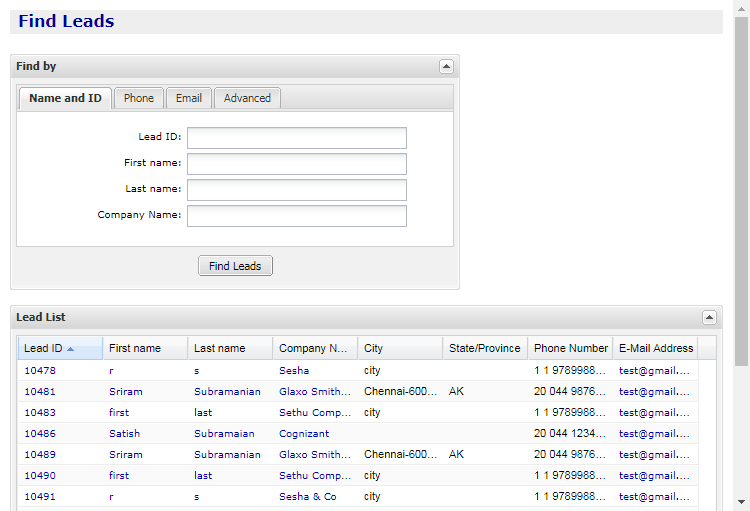 Find Leads
Find by
Name and ID Phone Email Advanced
Lead ID:
First name:
Last name:
Company Name:
Find Leads
Lead List
Lead ID First name Last name Company N... City State/Province Phone Number E-Mail Address
10478 r s Sesha city 1 1 9789988... test@gmail....
10481 Sriram Subramanian Glaxo Smith... Chennai-600... AK 20 044 9876... test@gmail....
10483 first last Sethu Comp... city 1 1 9789988... test@gmail....
10486 Satish Subramaian Cognizant 20 044 1234... test@gmail....
10489 Sriram Subramanian Glaxo Smith... Chennai-600... AK 20 044 9876... test@gmail....
10490 first last Sethu Comp... city 1 1 9789988... test@gmail....
10491 r s Sesha & Co city 1 1 9789988... test@gmail....